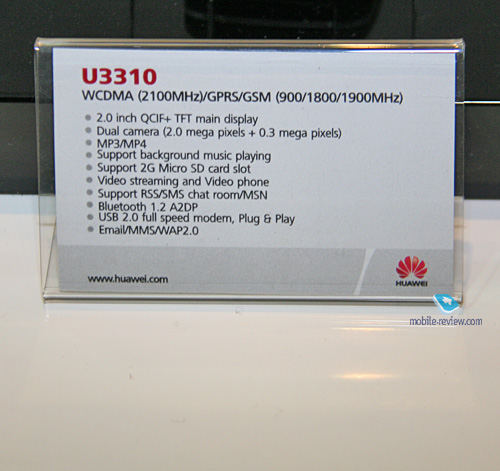 U3310
WCDMA (2100MHz)/GPRS/GSM (900/1800/1900MHz)
2.0 inch QCIF+ TFT main display
Dual camera (2.0 mega pixels + 0.3 mega pixels)
MP3/MP4
Support background music playing
Support 2G Micro SD card slot
Video streaming and Video phone
Support RSS/SMS chat room/MSN
Bluetooth 1.2 A2DP
USB 2.0 full speed modem, Plug & Play
Email/MMS/WAP2.0
www.huawei.com
HUAWEI
mobile-review.com